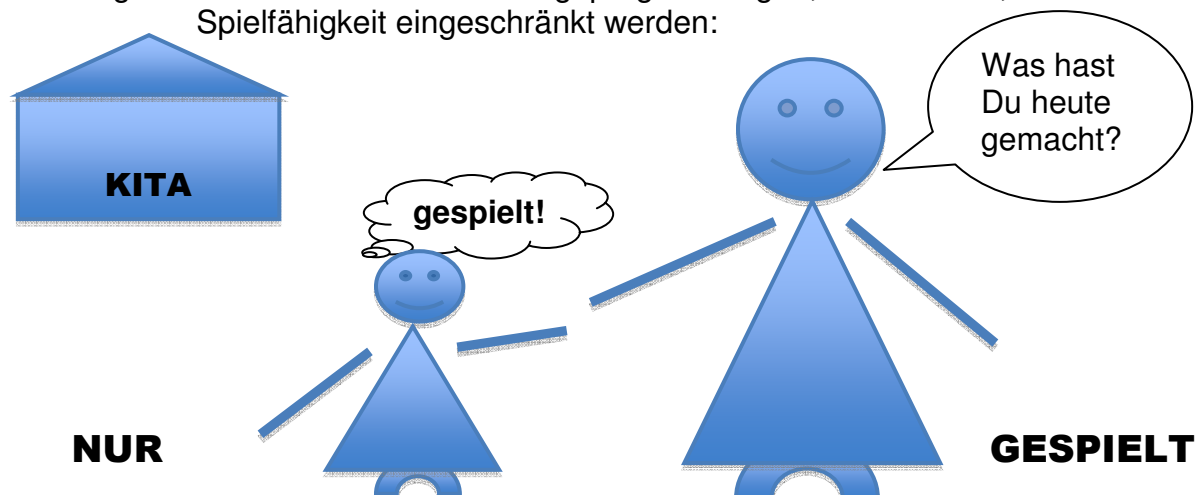 Spielfähigkeit eingeschränkt werden:
Was hast
Du heute
gemacht?
KITA
gespielt!
NUR
GESPIELT